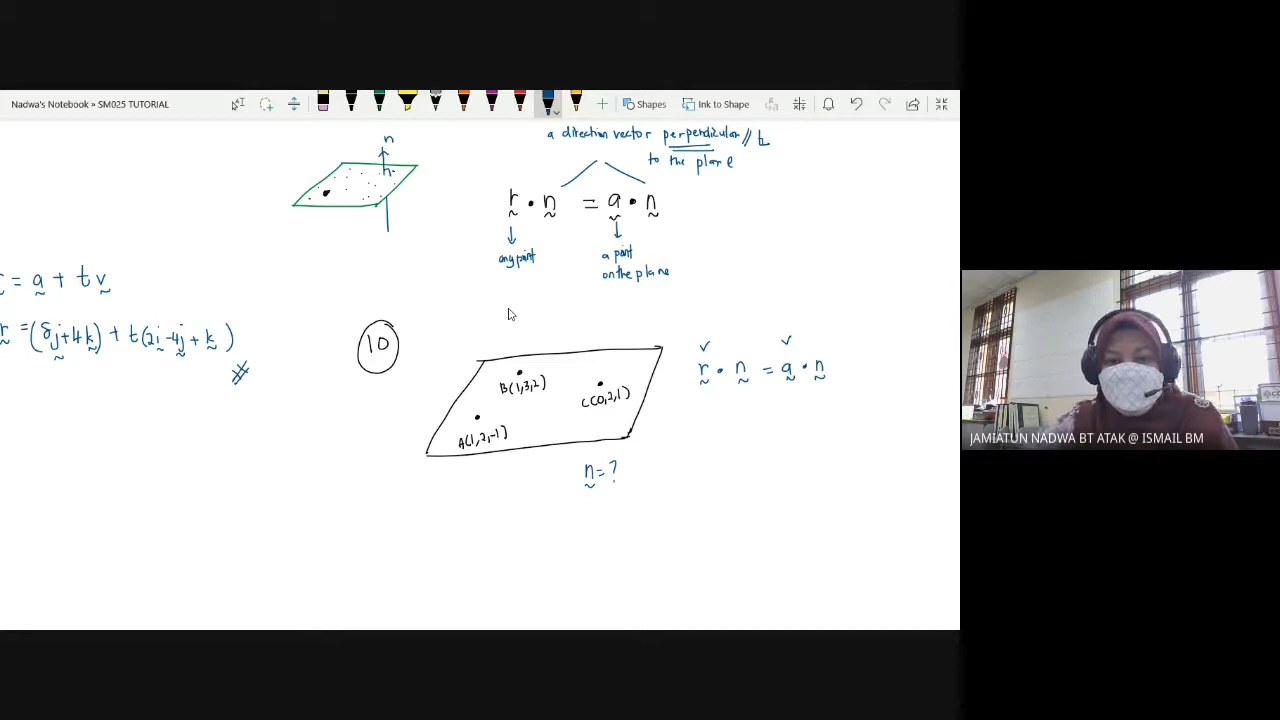 Nadwa's Notebook » SM025 TUTORIAL
Shapes
Ink to Shape
n
a direction vector perpendicular // ⊥
to the plane
r • n = a • n
any point
a point
on the plane
r = a + t v
r = (8j+4k) + t(2i-4j+k)
10
B(1,3,2)
C(0,2,1)
A(1,2,-1)
r • n = a • n
n = ?
JAMIATUN NADWA BT ATAK @ ISMAIL BM